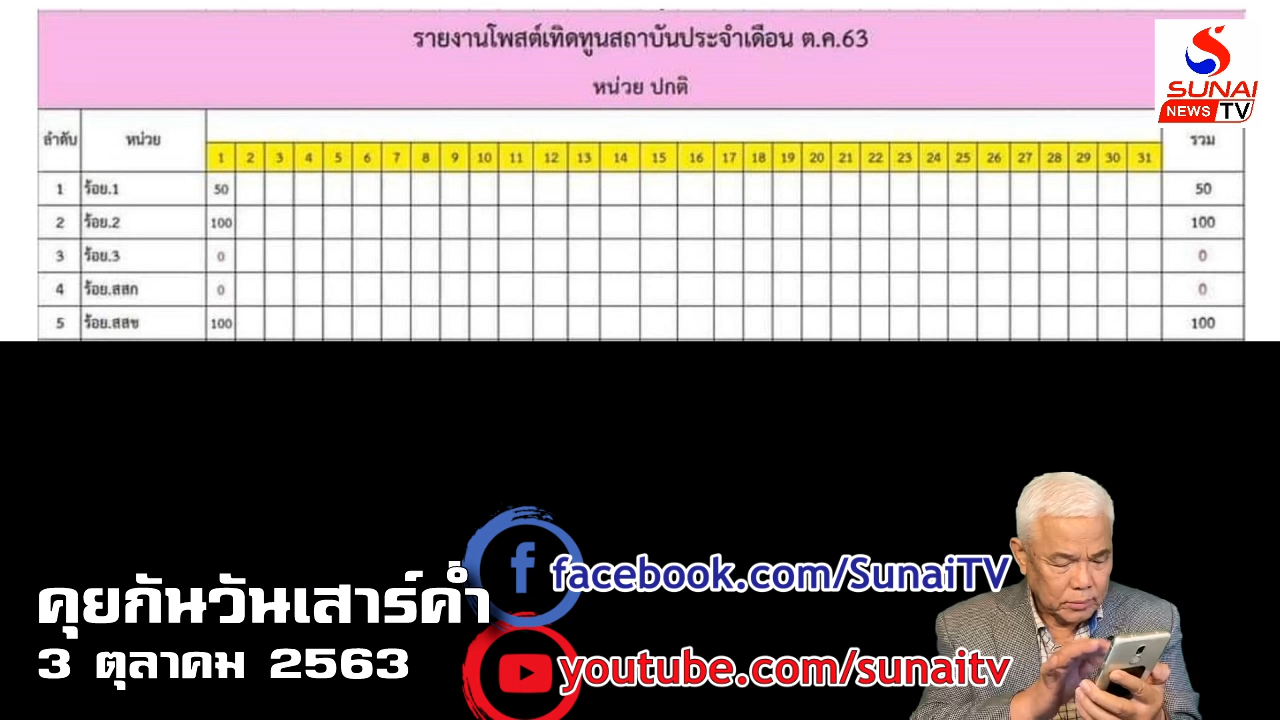 รายงานโพสต์เทิดทูนสถาบันประจำเดือน ต.ค.63
หน่วย ปกติ
SUNAI
NEWS TV
ลำดับ หน่วย รวม
1 2 3 4 5 6 7 8 9 10 11 12 13 14 15 16 17 18 19 20 21 22 23 24 25 26 27 28 29 30 31
1 ร้อย.1 50 50
2 ร้อย.2 100 100
3 ร้อย.3 0 0
4 ร้อย.สสก 0 0
5 ร้อย.สสช 100 100
facebook.com/SunaiTV
คุยกันวันเสาร์ค่ำ
3 ตุลาคม 2563
youtube.com/sunaitv